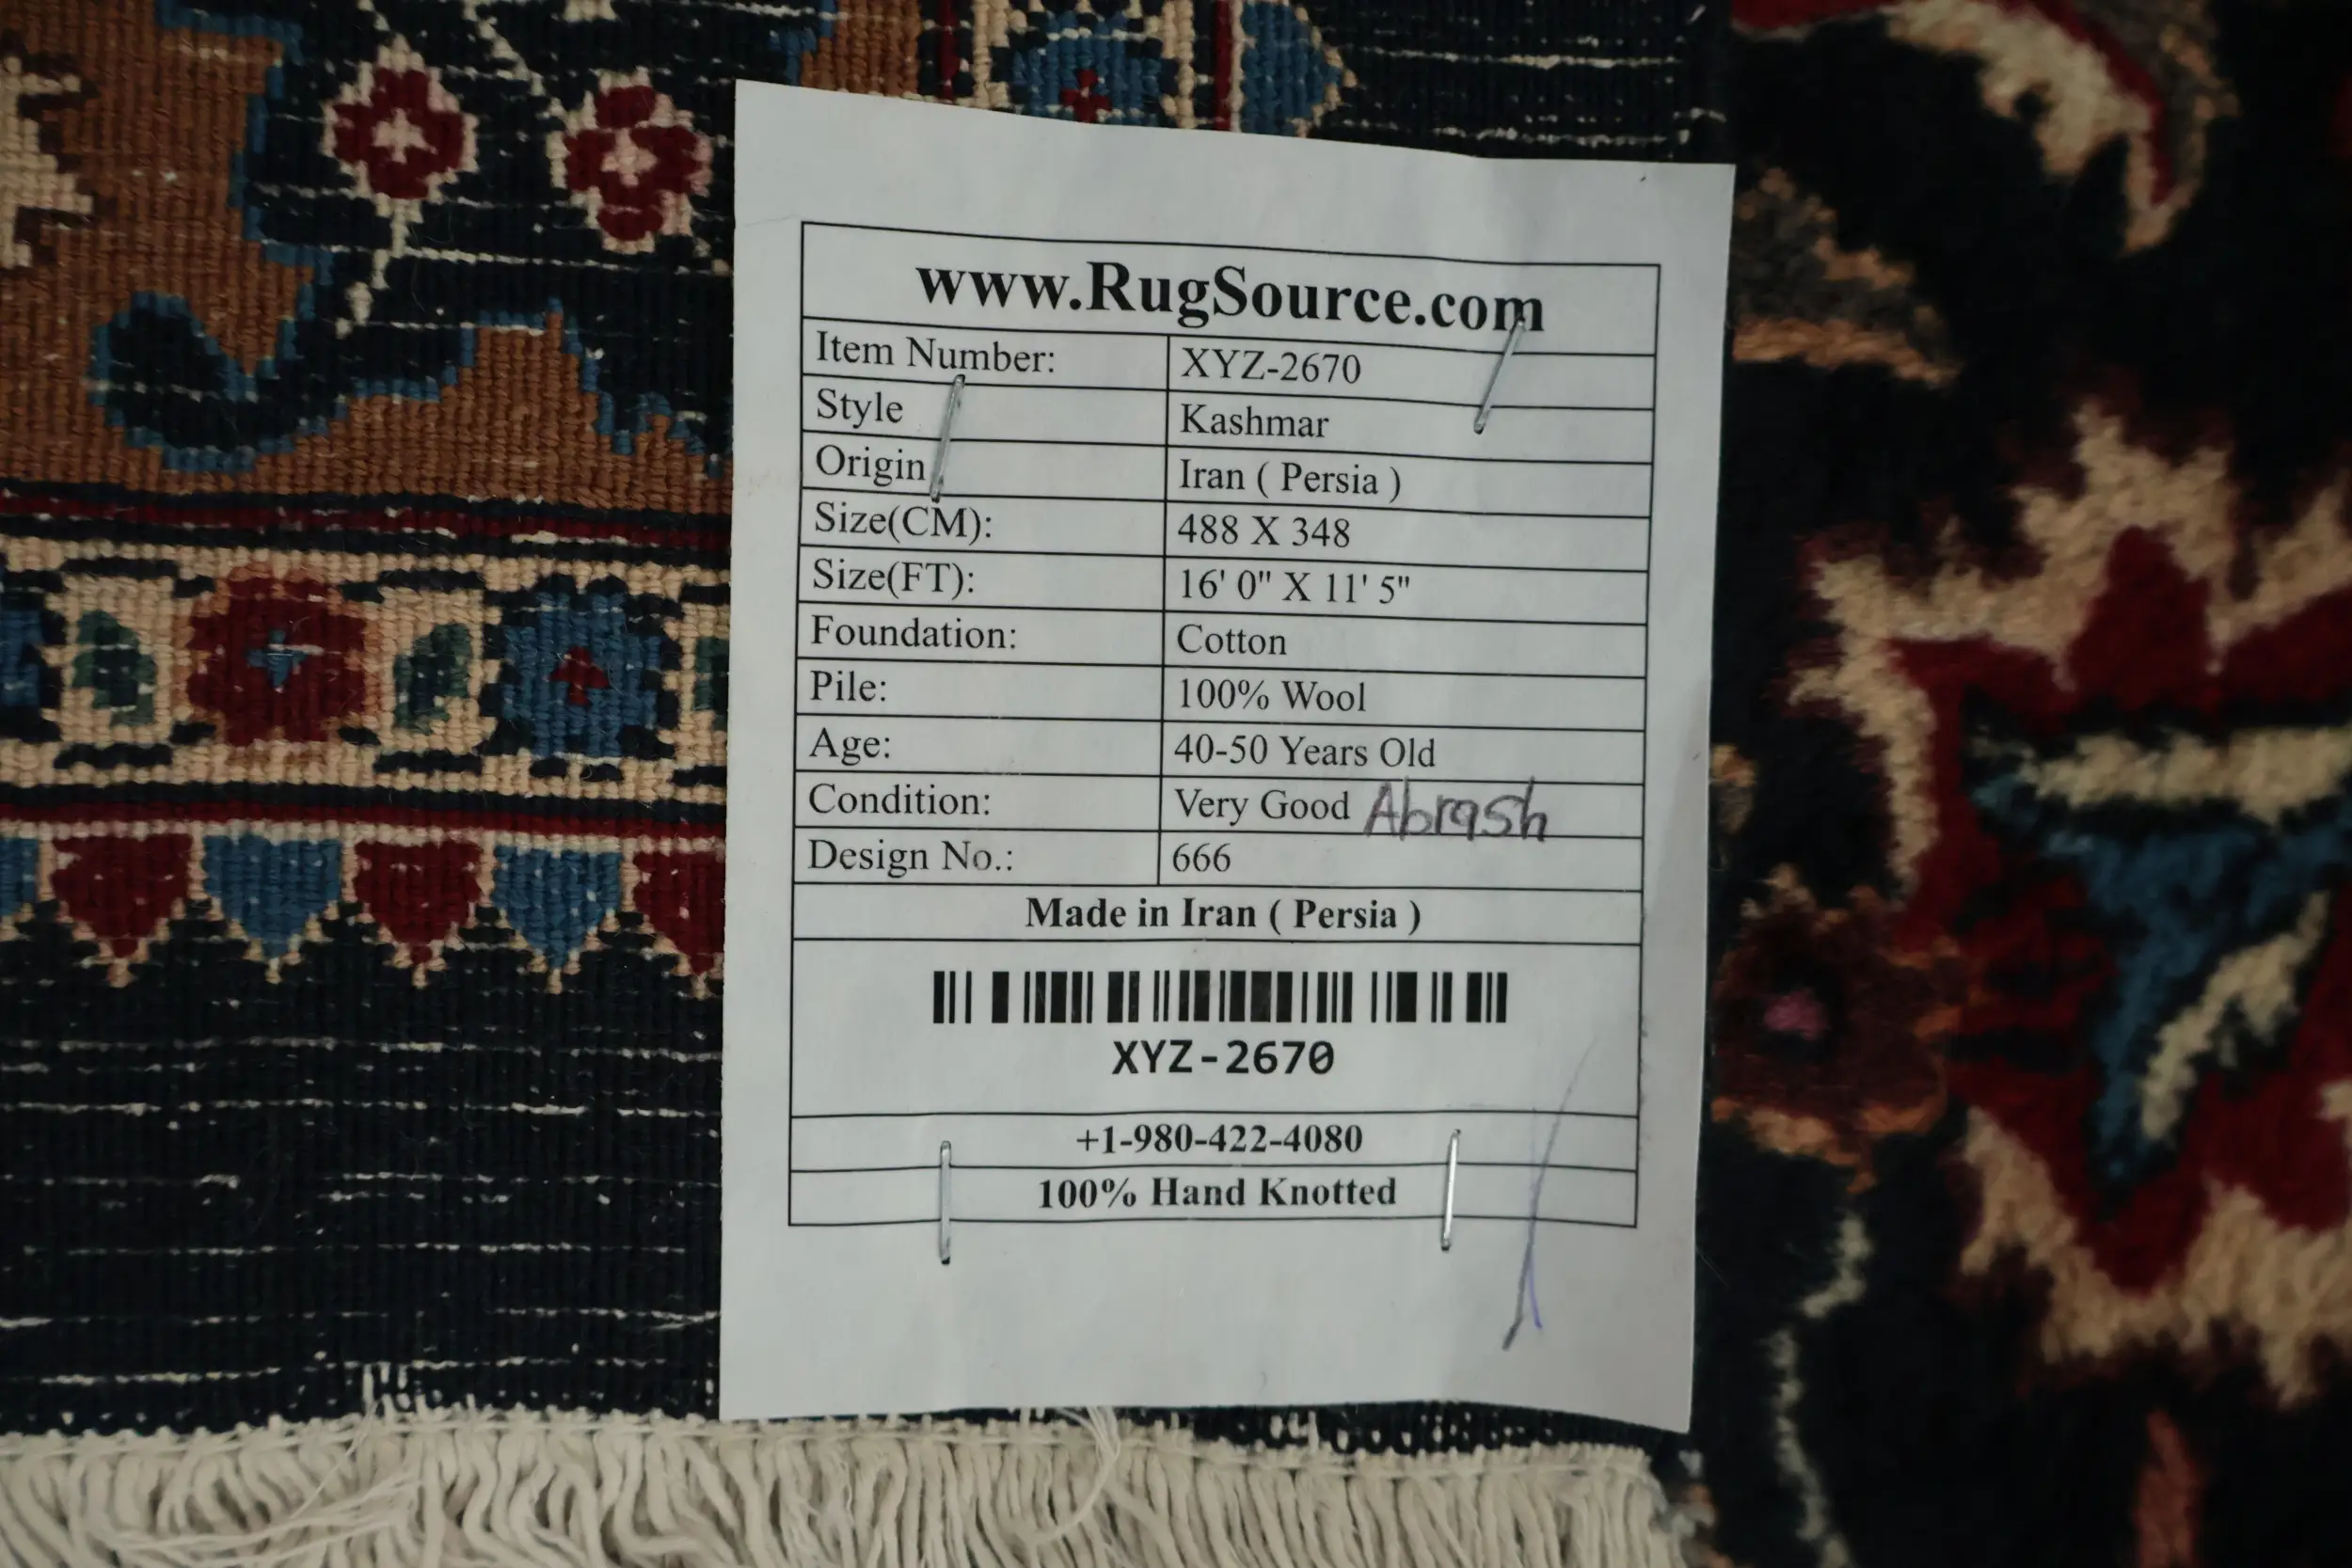 www.RugSource.com
Item Number: XYZ-2670
Style Kashmar
Origin Iran ( Persia )
Size(CM): 488 X 348
Size(FT): 16' 0" X 11' 5"
Foundation: Cotton
Pile: 100% Wool
Age: 40-50 Years Old
Condition: Very Good Abrash
Design No.: 666
Made in Iran ( Persia )
XYZ-2670
+1-980-422-4080
100% Hand Knotted